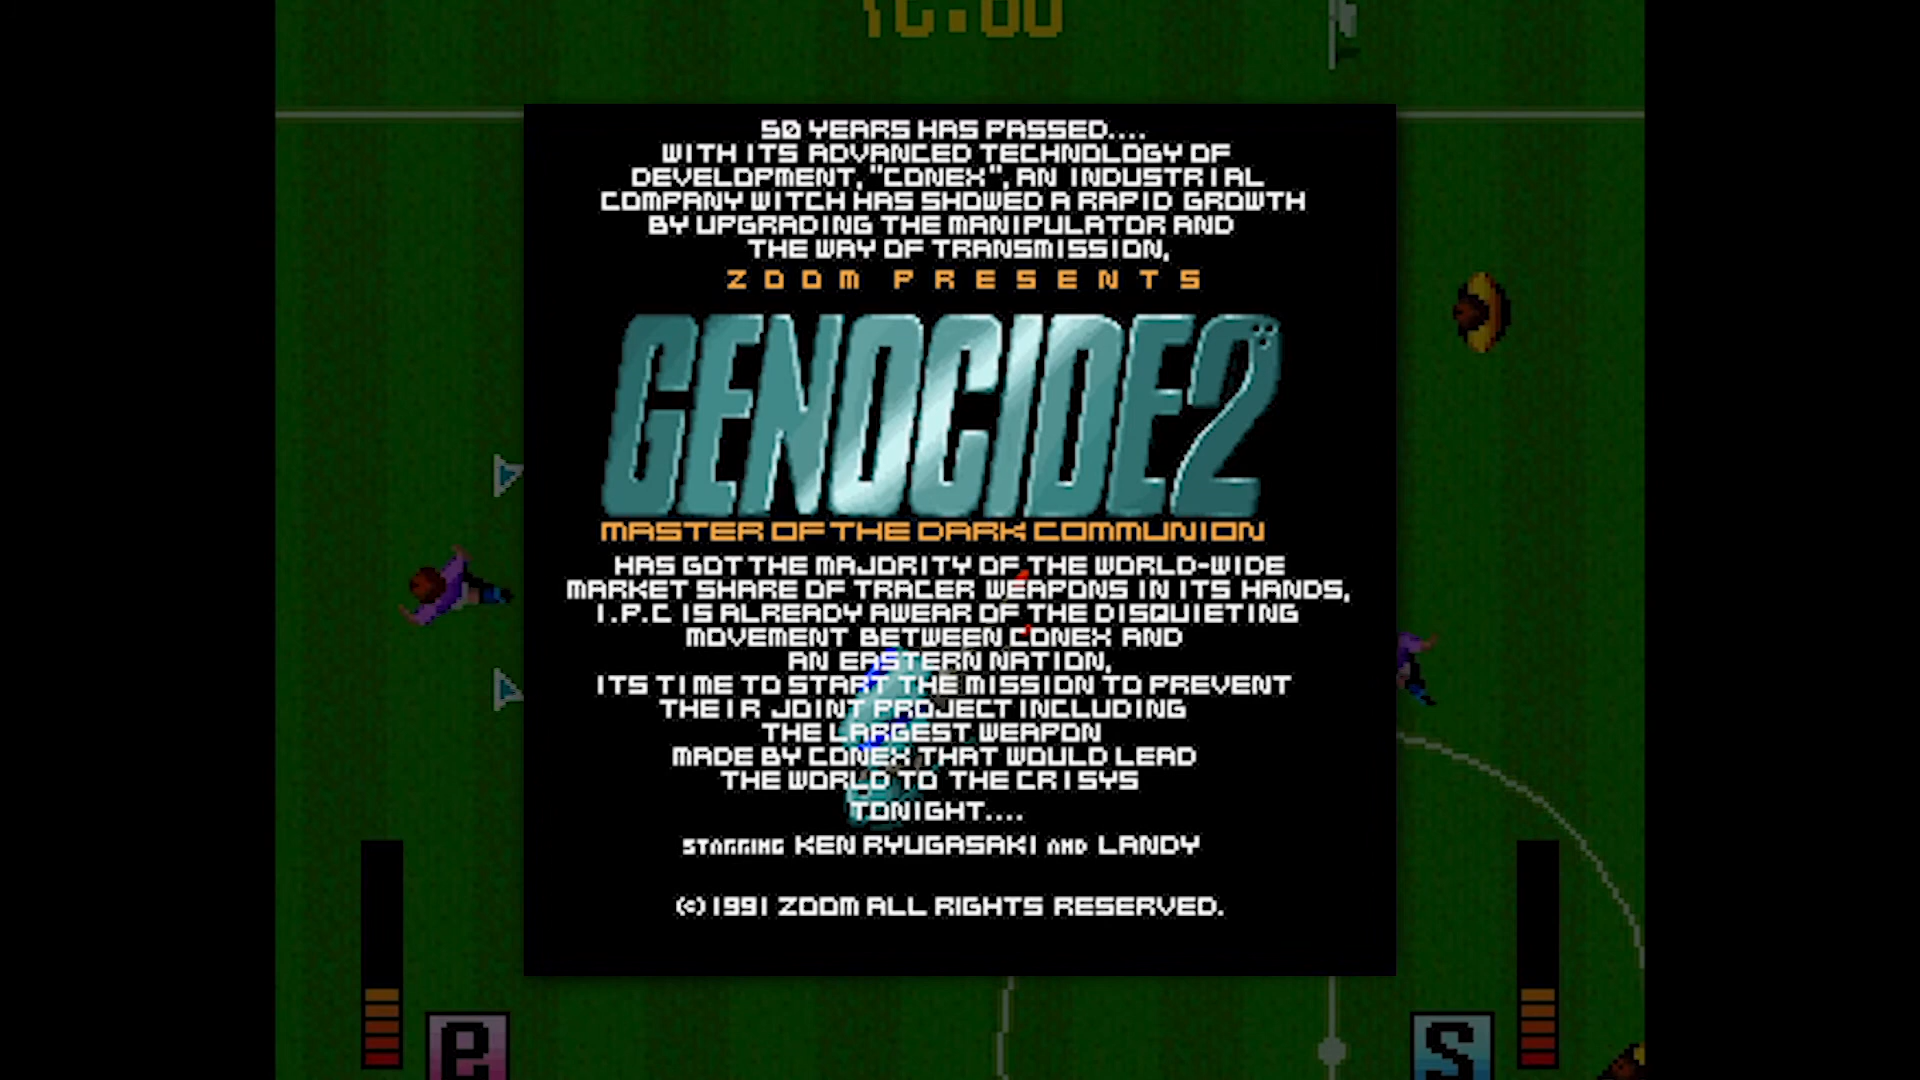 50 YEARS HAS PASSED....
WITH ITS ADVANCED TECHNOLOGY OF
DEVELOPMENT, "CONEX", AN INDUSTRIAL
COMPANY WITCH HAS SHOWED A RAPID GROWTH
BY UPGRADING THE MANIPULATOR AND
THE WAY OF TRANSMISSION,
ZOOM PRESENTS
GENOCIDE2
MASTER OF THE DARK COMMUNION
HAS GOT THE MAJORITY OF THE WORLD-WIDE
MARKET SHARE OF TRACER WEAPONS IN ITS HANDS,
I.P.C IS ALREADY AWEAR OF THE DISQUIETING
MOVEMENT BETWEEN CONEX AND
AN EASTERN NATION,
ITS TIME TO START THE MISSION TO PREVENT
THEIR JOINT PROJECT INCLUDING
THE LARGEST WEAPON
MADE BY CONEX THAT WOULD LEAD
THE WORLD TO THE CRISYS
TONIGHT....
STARRING KEN RYUGASAKI AND LANDY
(C)1991 ZOOM ALL RIGHTS RESERVED.
e S